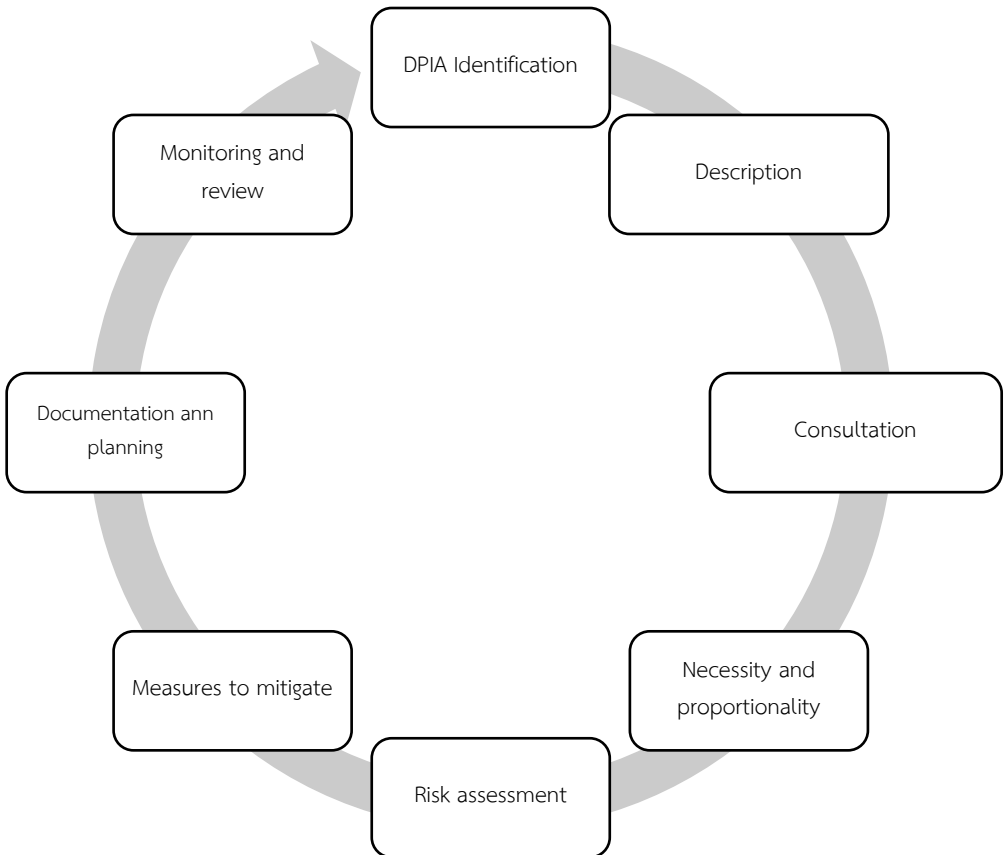 DPIA Identification
Description
Consultation
Necessity and
proportionality
Risk assessment
Measures to mitigate
Documentation ann
planning
Monitoring and
review